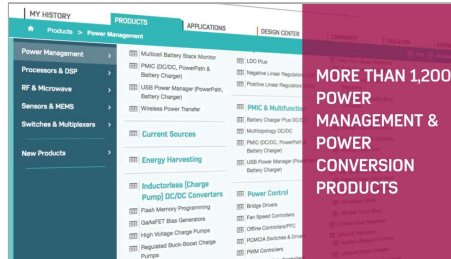 MY HISTORY
PRODUCTS
APPLICATIONS
DESIGN CENTER
COMMUNITY
EDUCATION
Products > Power Management
Power Management
Processors & DSP
RF & Microwave
Sensors & MEMS
Switches & Multiplexers
New Products
Multicell Battery Stack Monitor
PMIC (DC/DC, PowerPath &
Battery Charger)
USB Power Manager (PowerPath,
Battery Charger)
Wireless Power Transfer
Current Sources
Energy Harvesting
Inductorless (Charge
Pump) DC/DC Converters
Flash Memory Programming
GaAsFET Bias Generators
High Voltage Charge Pumps
Regulated Buck-Boost Charge
Pumps
LDO Plus
Negative Linear Regulators
Positive Linear Regulators
PMIC & Multifunction
Battery Charger Plus DC/DC
Multitopology DC/DC
PMIC (DC/DC, PowerPath
Battery Charger)
USB Power Manager
Battery Charger)
Power Control
Bridge Drivers
Fan Speed Controllers
Offline Controllers/PFC
PCMCIA Switches & Drivers
PWM Controllers
MORE THAN 1,200
POWER
MANAGEMENT &
POWER
CONVERSION
PRODUCTS